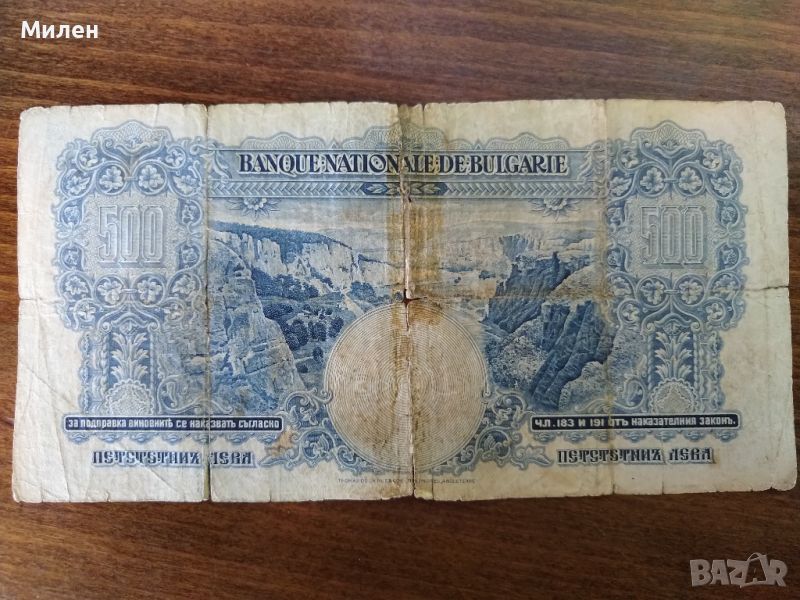 Милен
BANQUE·NATIONALE·DE·BULGARIE
500 500
за подправка виновнитѣ се наказватъ съгласно
чл. 183 и 191 отъ наказателния законъ.
ПЕТСТОТИНЪ ЛЕВА ПЕТСТОТИНЪ ЛЕВА
BAZAR